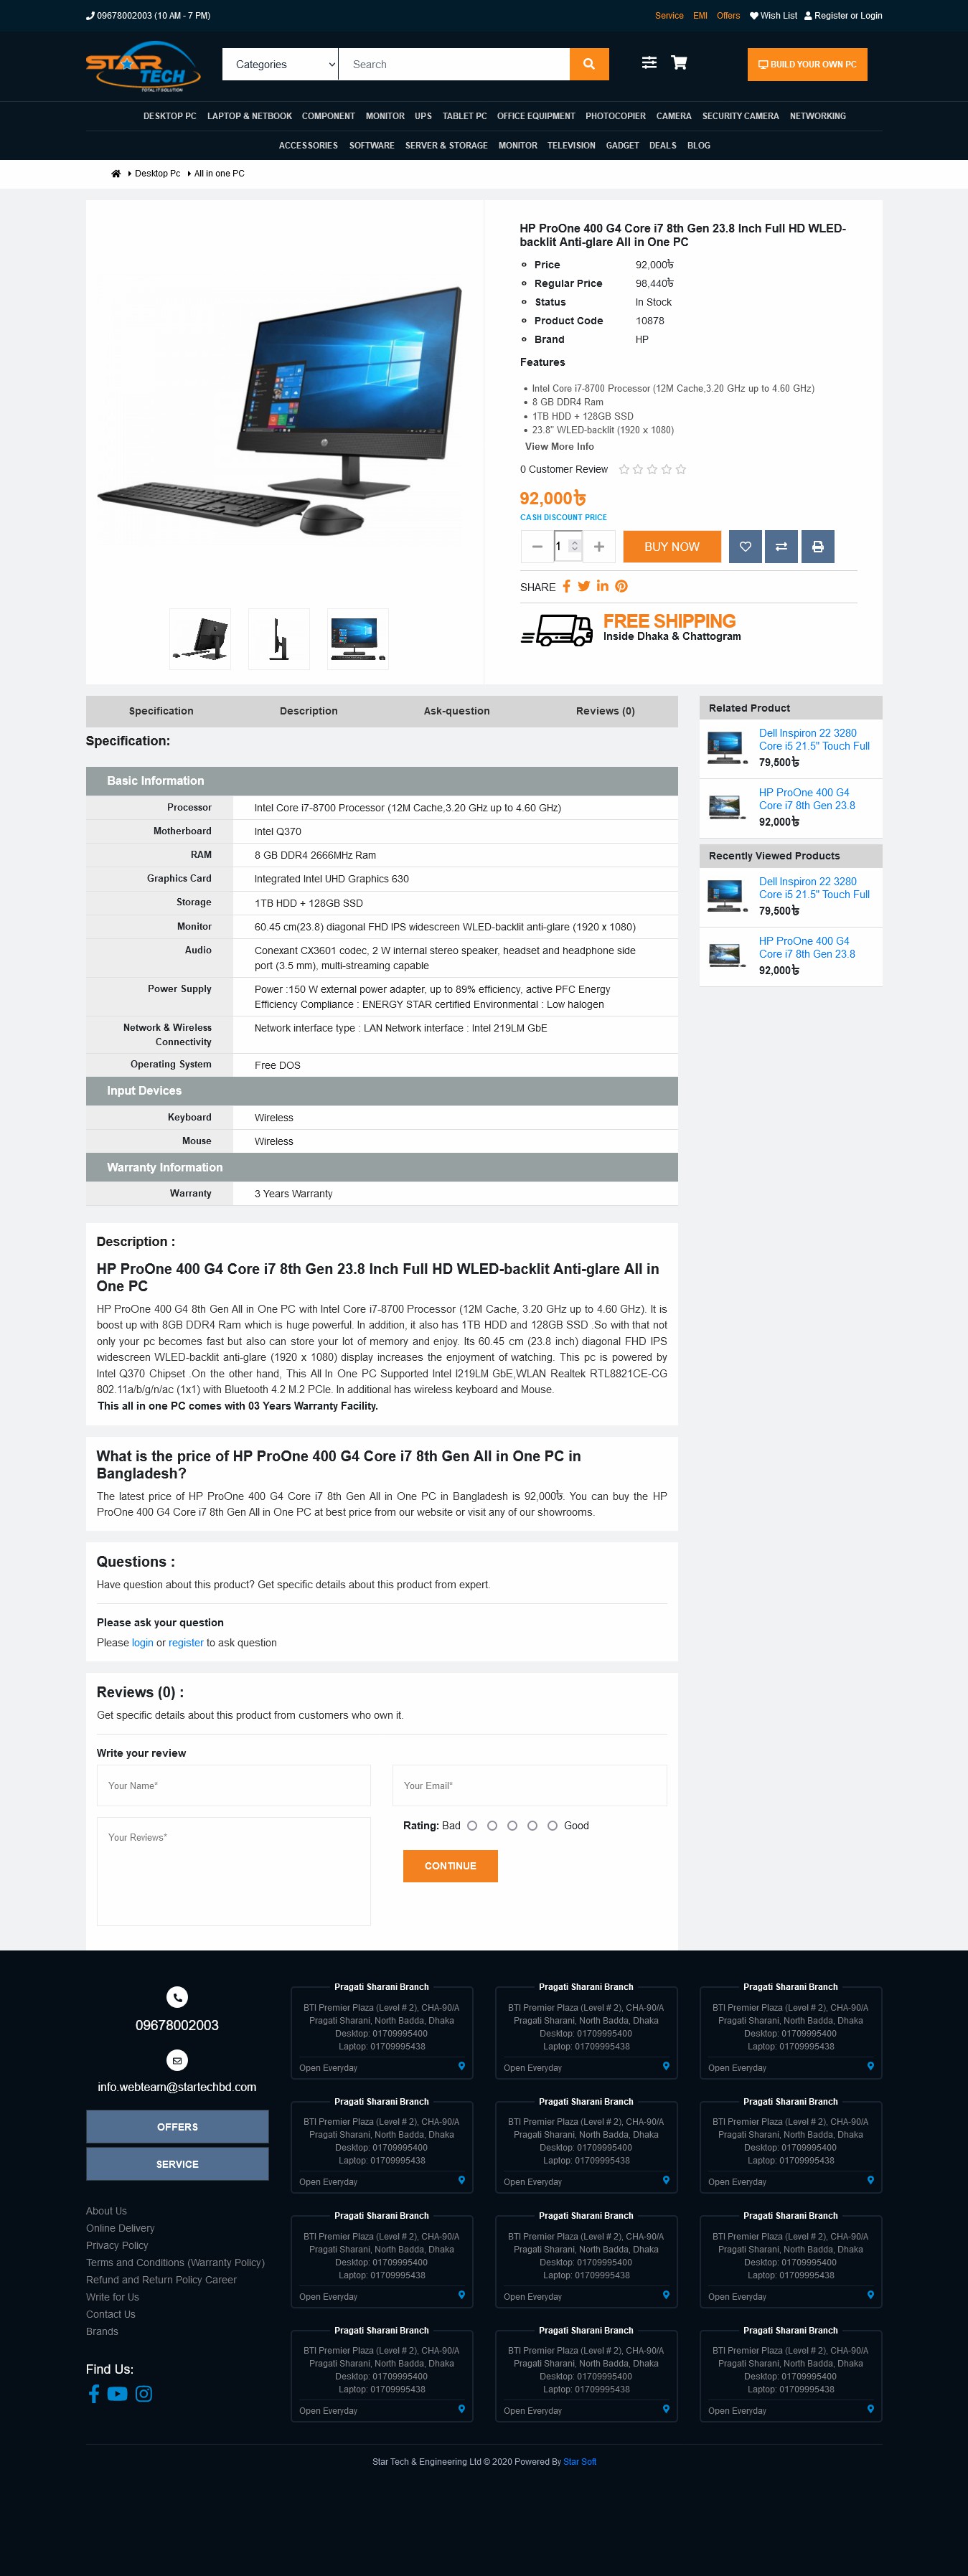 09678002003 (10 AM - 7 PM)
Service EMI Offers Wish List Register or Login
STAR TECH
TOTAL IT SOLUTION
Categories Search
BUILD YOUR OWN PC
DESKTOP PC LAPTOP & NETBOOK COMPONENT MONITOR UPS TABLET PC OFFICE EQUIPMENT PHOTOCOPIER CAMERA SECURITY CAMERA NETWORKING
ACCESSORIES SOFTWARE SERVER & STORAGE MONITOR TELEVISION GADGET DEALS BLOG
Desktop Pc All in one PC
HP ProOne 400 G4 Core i7 8th Gen 23.8 Inch Full HD WLED-
backlit Anti-glare All in One PC
Price 92,000৳
Regular Price 98,440৳
Status In Stock
Product Code 10878
Brand HP
Features
Intel Core i7-8700 Processor (12M Cache,3.20 GHz up to 4.60 GHz)
8 GB DDR4 Ram
1TB HDD + 128GB SSD
23.8" WLED-backlit (1920 x 1080)
View More Info
0 Customer Review
92,000৳
CASH DISCOUNT PRICE
1 BUY NOW
SHARE
FREE SHIPPING
Inside Dhaka & Chattogram
Specification Description Ask-question Reviews (0)
Specification:
Basic Information
Processor Intel Core i7-8700 Processor (12M Cache,3.20 GHz up to 4.60 GHz)
Motherboard Intel Q370
RAM 8 GB DDR4 2666MHz Ram
Graphics Card Integrated Intel UHD Graphics 630
Storage 1TB HDD + 128GB SSD
Monitor 60.45 cm(23.8) diagonal FHD IPS widescreen WLED-backlit anti-glare (1920 x 1080)
Audio Conexant CX3601 codec, 2 W internal stereo speaker, headset and headphone side
port (3.5 mm), multi-streaming capable
Power Supply Power :150 W external power adapter, up to 89% efficiency, active PFC Energy
Efficiency Compliance : ENERGY STAR certified Environmental : Low halogen
Network & Wireless Network interface type : LAN Network interface : Intel 219LM GbE
Connectivity
Operating System Free DOS
Input Devices
Keyboard Wireless
Mouse Wireless
Warranty Information
Warranty 3 Years Warranty
Related Product
Dell Inspiron 22 3280
Core i5 21.5" Touch Full
79,500৳
HP ProOne 400 G4
Core i7 8th Gen 23.8
92,000৳
Recently Viewed Products
Dell Inspiron 22 3280
Core i5 21.5" Touch Full
79,500৳
HP ProOne 400 G4
Core i7 8th Gen 23.8
92,000৳
Description :
HP ProOne 400 G4 Core i7 8th Gen 23.8 Inch Full HD WLED-backlit Anti-glare All in
One PC
HP ProOne 400 G4 8th Gen All in One PC with Intel Core i7-8700 Processor (12M Cache, 3.20 GHz up to 4.60 GHz). It is
boost up with 8GB DDR4 Ram which is huge powerful. In addition, it also has 1TB HDD and 128GB SSD .So with that not
only your pc becomes fast but also can store your lot of memory and enjoy. Its 60.45 cm (23.8 inch) diagonal FHD IPS
widescreen WLED-backlit anti-glare (1920 x 1080) display increases the enjoyment of watching. This pc is powered by
Intel Q370 Chipset .On the other hand, This All In One PC Supported Intel I219LM GbE,WLAN Realtek RTL8821CE-CG
802.11a/b/g/n/ac (1x1) with Bluetooth 4.2 M.2 PCIe. In additional has wireless keyboard and Mouse.
This all in one PC comes with 03 Years Warranty Facility.
What is the price of HP ProOne 400 G4 Core i7 8th Gen All in One PC in
Bangladesh?
The latest price of HP ProOne 400 G4 Core i7 8th Gen All in One PC in Bangladesh is 92,000৳. You can buy the HP
ProOne 400 G4 Core i7 8th Gen All in One PC at best price from our website or visit any of our showrooms.
Questions :
Have question about this product? Get specific details about this product from expert.
Please ask your question
Please login or register to ask question
Reviews (0) :
Get specific details about this product from customers who own it.
Write your review
Your Name* Your Email*
Your Reviews*
Rating: Bad Good
CONTINUE
09678002003
info.webteam@startechbd.com
OFFERS
SERVICE
About Us
Online Delivery
Privacy Policy
Terms and Conditions (Warranty Policy)
Refund and Return Policy Career
Write for Us
Contact Us
Brands
Find Us:
Pragati Sharani Branch Pragati Sharani Branch Pragati Sharani Branch
BTI Premier Plaza (Level # 2), CHA-90/A BTI Premier Plaza (Level # 2), CHA-90/A BTI Premier Plaza (Level # 2), CHA-90/A
Pragati Sharani, North Badda, Dhaka Pragati Sharani, North Badda, Dhaka Pragati Sharani, North Badda, Dhaka
Desktop: 01709995400 Desktop: 01709995400 Desktop: 01709995400
Laptop: 01709995438 Laptop: 01709995438 Laptop: 01709995438
Open Everyday Open Everyday Open Everyday
Pragati Sharani Branch Pragati Sharani Branch Pragati Sharani Branch
BTI Premier Plaza (Level # 2), CHA-90/A BTI Premier Plaza (Level # 2), CHA-90/A BTI Premier Plaza (Level # 2), CHA-90/A
Pragati Sharani, North Badda, Dhaka Pragati Sharani, North Badda, Dhaka Pragati Sharani, North Badda, Dhaka
Desktop: 01709995400 Desktop: 01709995400 Desktop: 01709995400
Laptop: 01709995438 Laptop: 01709995438 Laptop: 01709995438
Open Everyday Open Everyday Open Everyday
Pragati Sharani Branch Pragati Sharani Branch Pragati Sharani Branch
BTI Premier Plaza (Level # 2), CHA-90/A BTI Premier Plaza (Level # 2), CHA-90/A BTI Premier Plaza (Level # 2), CHA-90/A
Pragati Sharani, North Badda, Dhaka Pragati Sharani, North Badda, Dhaka Pragati Sharani, North Badda, Dhaka
Desktop: 01709995400 Desktop: 01709995400 Desktop: 01709995400
Laptop: 01709995438 Laptop: 01709995438 Laptop: 01709995438
Open Everyday Open Everyday Open Everyday
Pragati Sharani Branch Pragati Sharani Branch Pragati Sharani Branch
BTI Premier Plaza (Level # 2), CHA-90/A BTI Premier Plaza (Level # 2), CHA-90/A BTI Premier Plaza (Level # 2), CHA-90/A
Pragati Sharani, North Badda, Dhaka Pragati Sharani, North Badda, Dhaka Pragati Sharani, North Badda, Dhaka
Desktop: 01709995400 Desktop: 01709995400 Desktop: 01709995400
Laptop: 01709995438 Laptop: 01709995438 Laptop: 01709995438
Open Everyday Open Everyday Open Everyday
Star Tech & Engineering Ltd © 2020 Powered By Star Soft